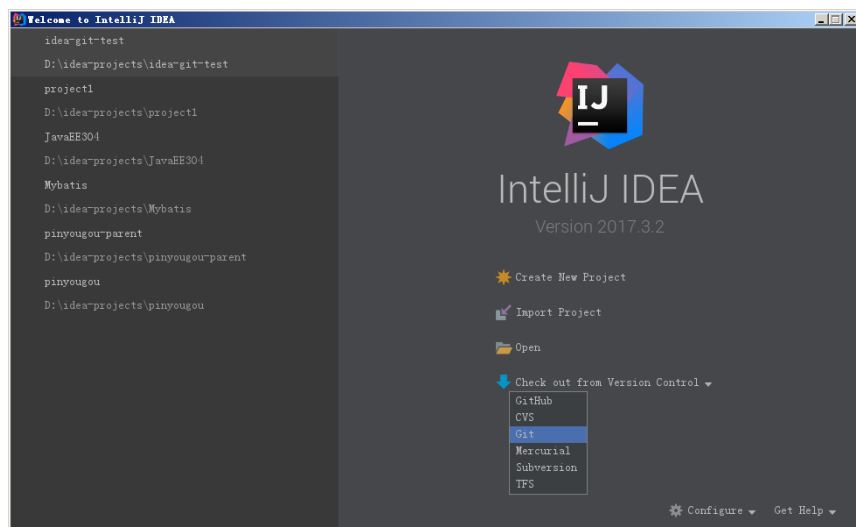 Welcome to IntelliJ IDEA
idea-git-test
D:\idea-projects\idea-git-test
project1
D:\idea-projects\project1
JavaEE304
D:\idea-projects\JavaEE304
Mybatis
D:\idea-projects\Mybatis
pinyougou-parent
D:\idea-projects\pinyougou-parent
pinyougou
D:\idea-projects\pinyougou
IJ
IntelliJ IDEA
Version 2017.3.2
Create New Project
Import Project
Open
Check out from Version Control
GitHub
CVS
Git
Mercurial
Subversion
TFS
Configure
Get Help